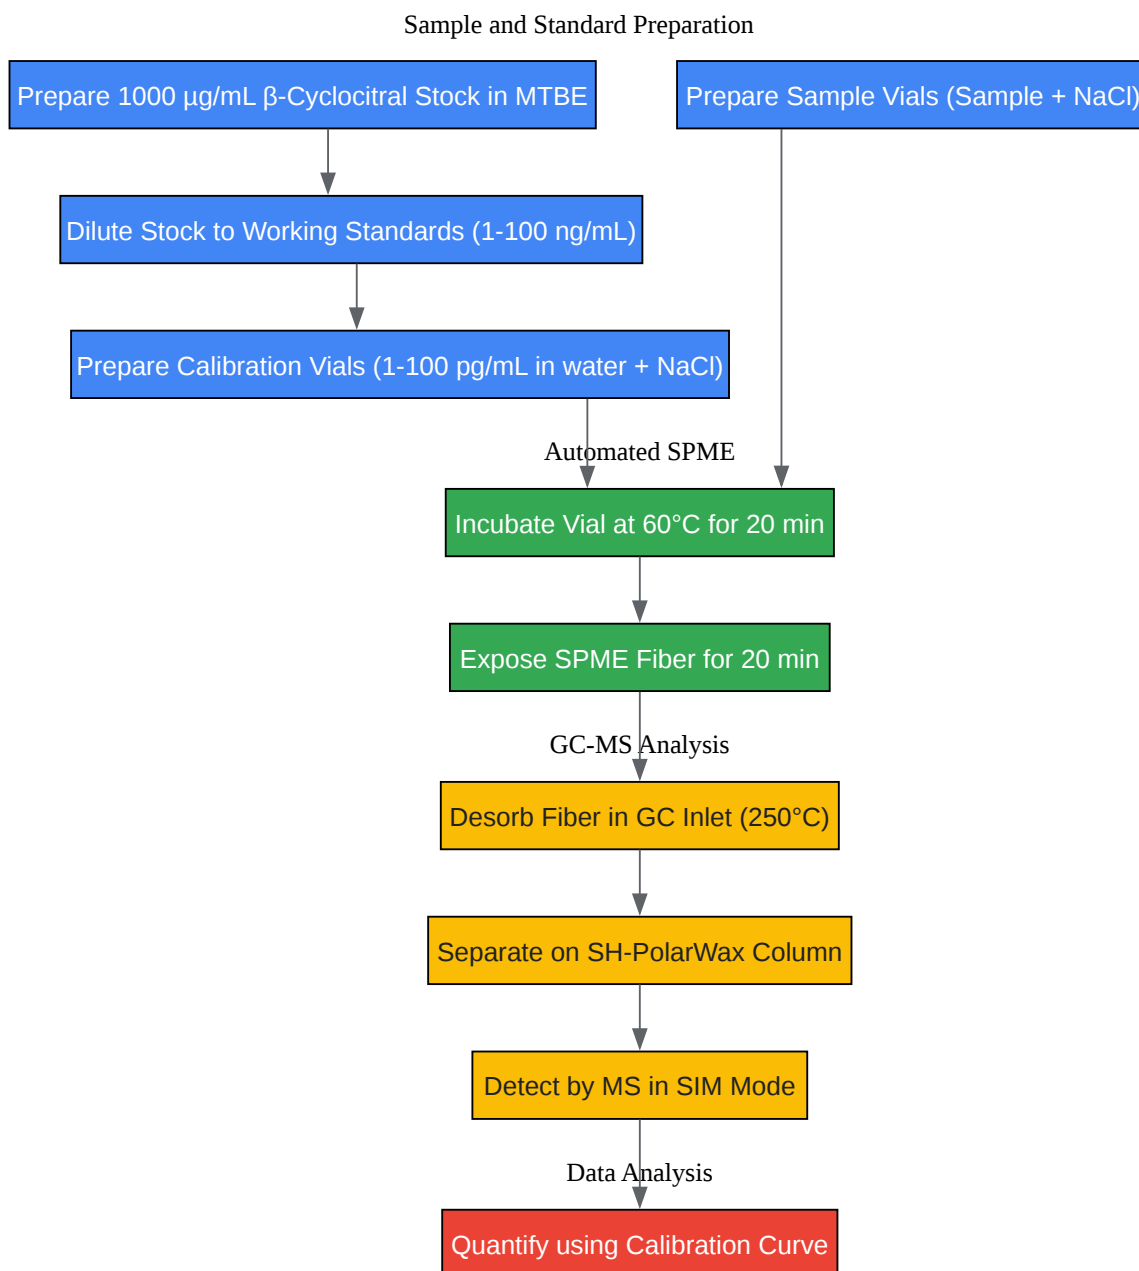 Sample and Standard Preparation
Prepare 1000 µg/mL β-Cyclocitral Stock in MTBE
Prepare Sample Vials (Sample + NaCl)
Dilute Stock to Working Standards (1-100 ng/mL)
Prepare Calibration Vials (1-100 pg/mL in water + NaCl)
Automated SPME
Incubate Vial at 60°C for 20 min
Expose SPME Fiber for 20 min
GC-MS Analysis
Desorb Fiber in GC Inlet (250°C)
Separate on SH-PolarWax Column
Detect by MS in SIM Mode
Data Analysis
Quantify using Calibration Curve